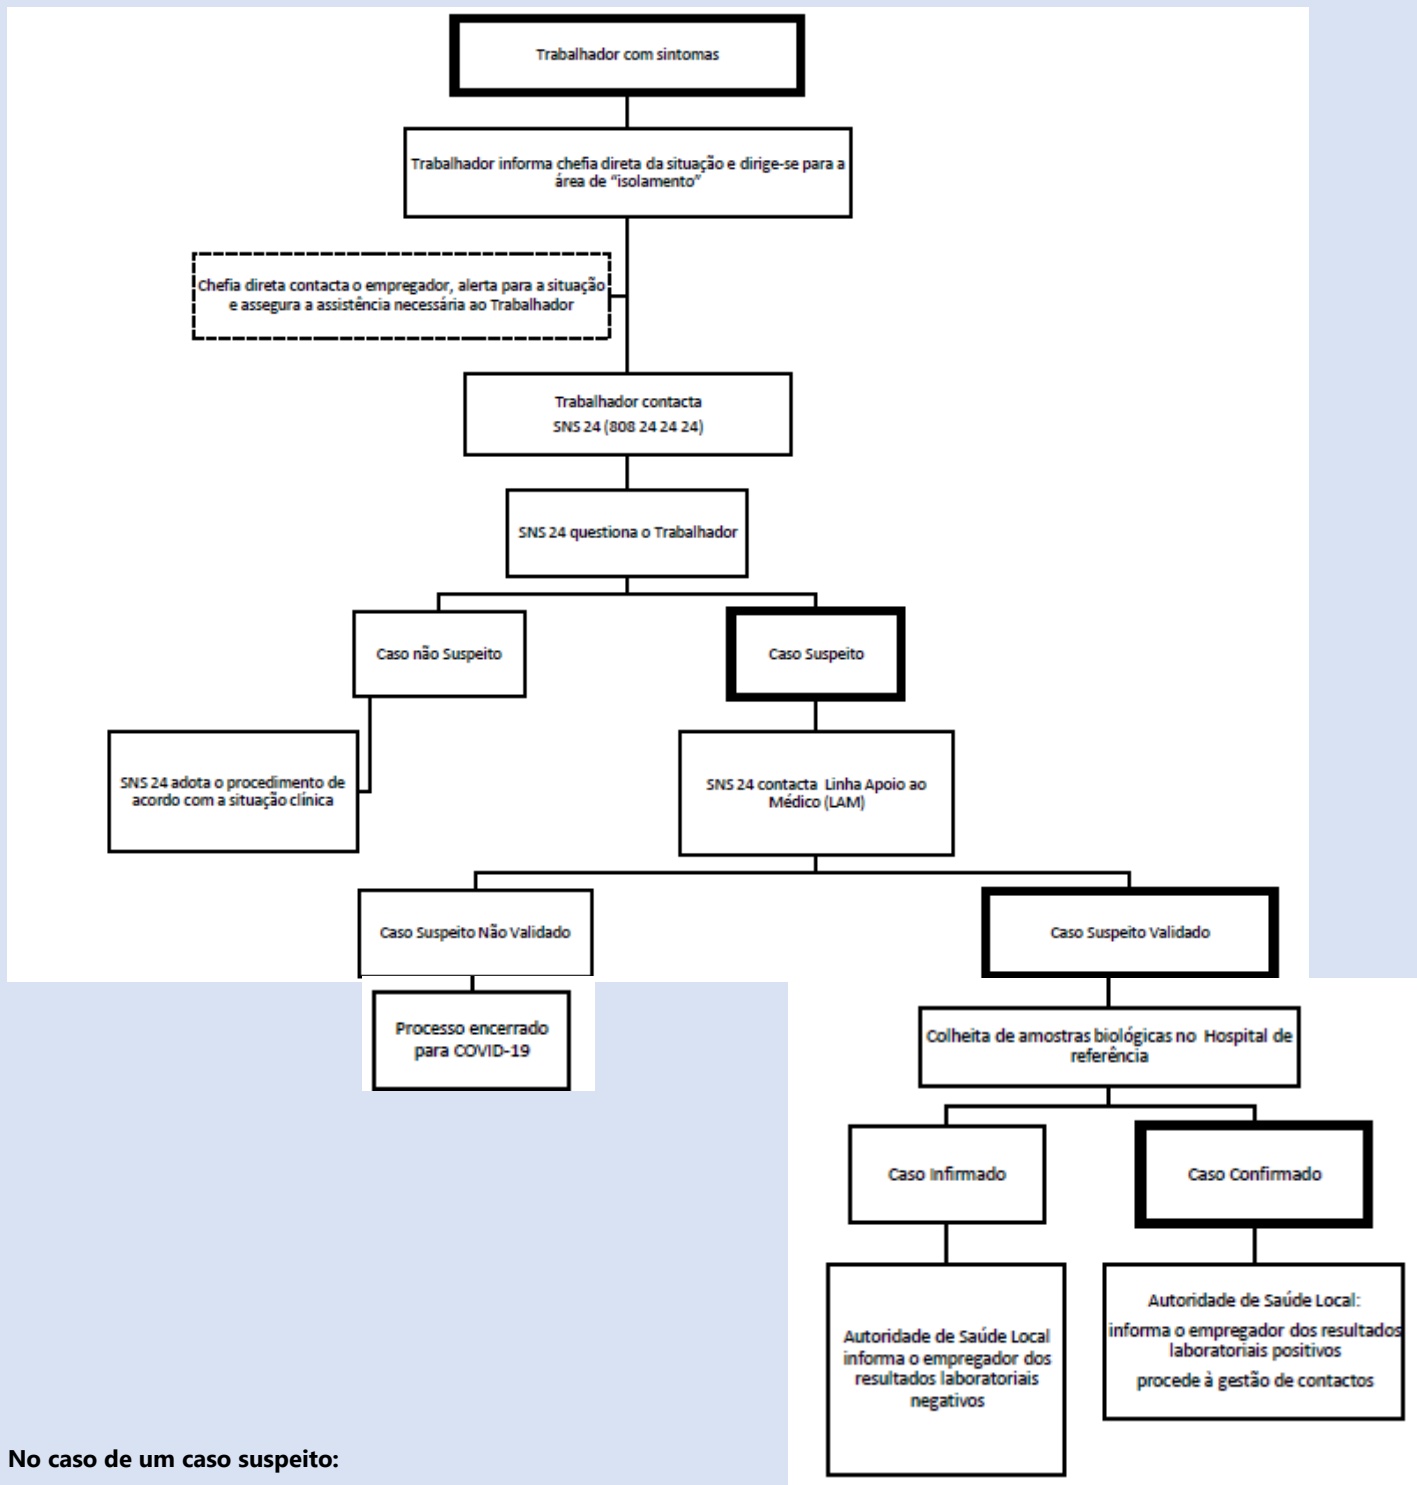 Trabalhador com sintomas
Trabalhador informa chefia direta da situação e dirige-se para a
área de “isolamento”
Chefia direta contacta o empregador, alerta para a situação
e assegura a assistência necessária ao Trabalhador
Trabalhador contacta
SNS 24 (808 24 24 24)
SNS 24 questiona o Trabalhador
Caso não Suspeito
Caso Suspeito
SNS 24 adota o procedimento de
acordo com a situação clínica
SNS 24 contacta Linha Apoio ao
Médico (LAM)
Caso Suspeito Não Validado
Caso Suspeito Validado
Processo encerrado
para COVID-19
Colheita de amostras biológicas no Hospital de
referência
Caso Infirmado
Caso Confirmado
Autoridade de Saúde Local
informa o empregador dos
resultados laboratoriais
negativos
Autoridade de Saúde Local:
informa o empregador dos resultados
laboratoriais positivos
procede à gestão de contactos
No caso de um caso suspeito: